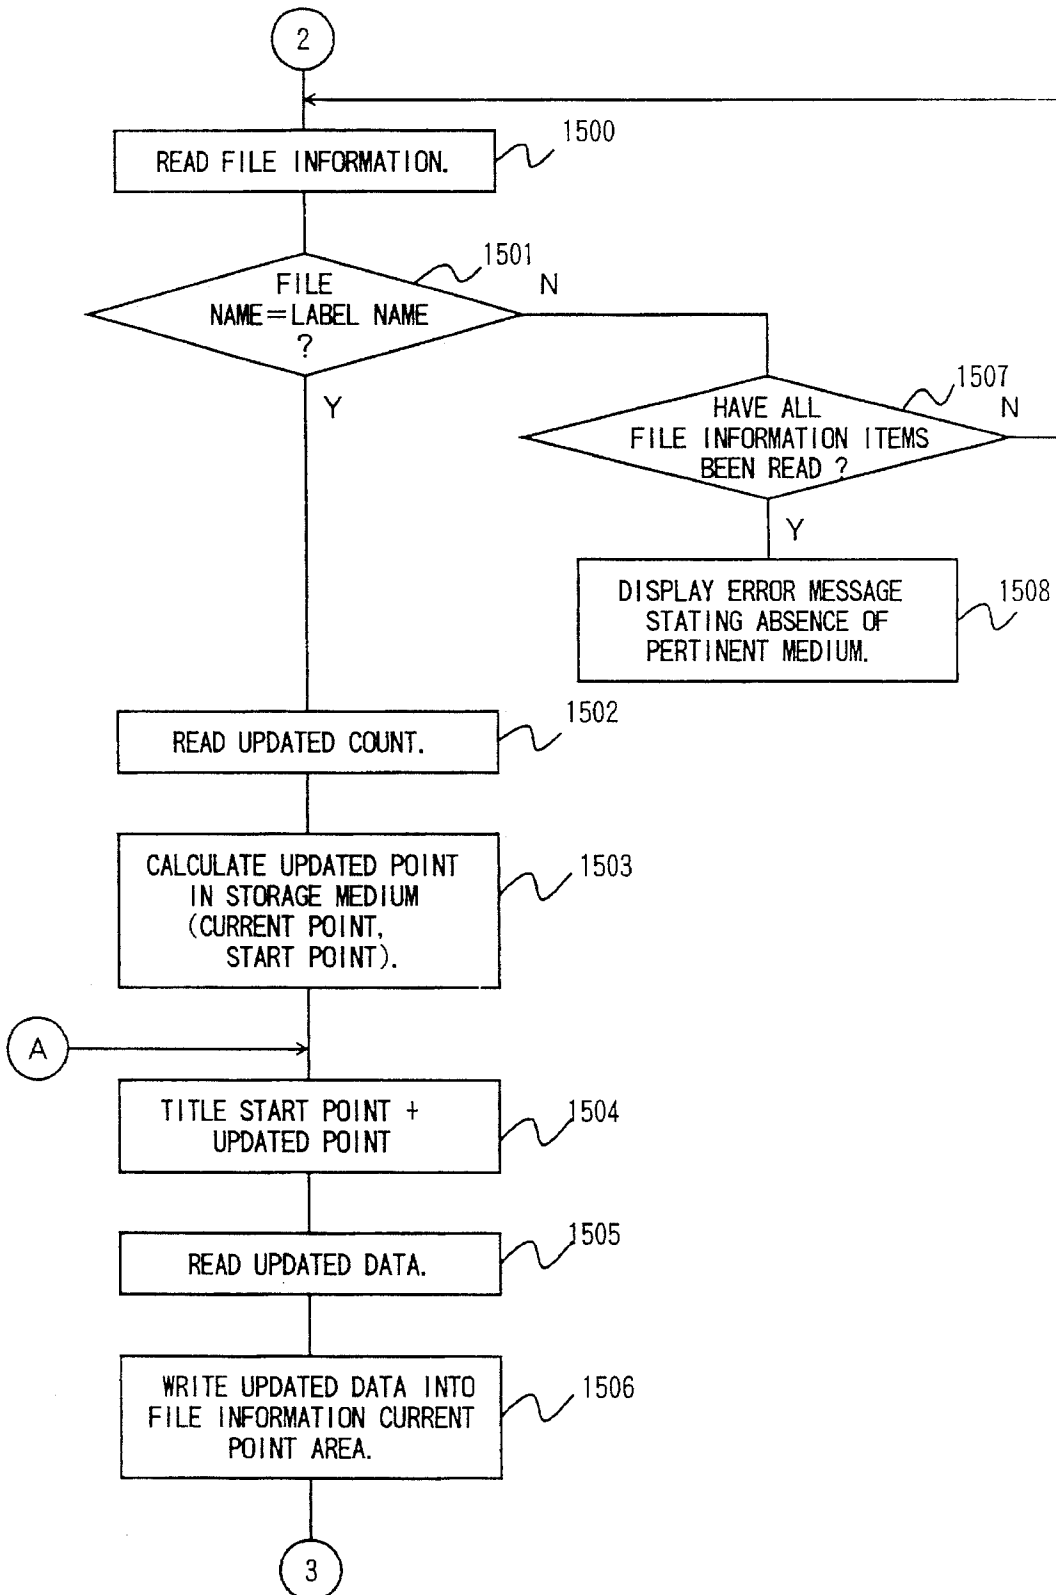 2
READ FILE INFORMATION.
1500
FILE
NAME=LABEL NAME
?
1501
N
Y
HAVE ALL
FILE INFORMATION ITEMS
BEEN READ ?
1507
N
Y
DISPLAY ERROR MESSAGE
STATING ABSENCE OF
PERTINENT MEDIUM.
1508
READ UPDATED COUNT.
1502
CALCULATE UPDATED POINT
IN STORAGE MEDIUM
(CURRENT POINT,
START POINT).
1503
A
TITLE START POINT +
UPDATED POINT
1504
READ UPDATED DATA.
1505
WRITE UPDATED DATA INTO
FILE INFORMATION CURRENT
POINT AREA.
1506
3